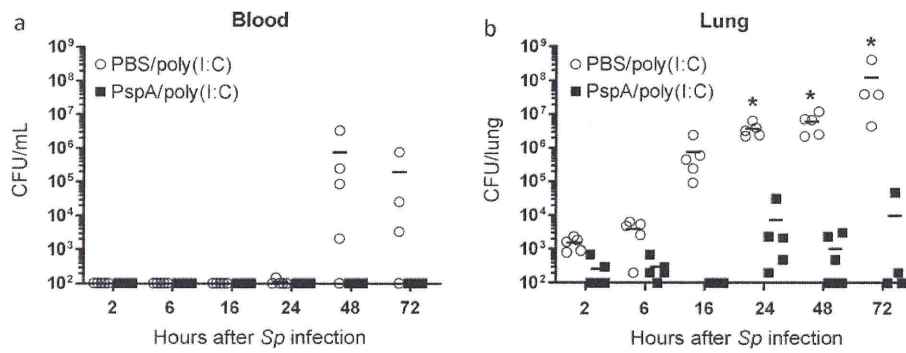 a
Blood
CFU/mL
10⁹
10⁸
10⁷
10⁶
10⁵
10⁴
10³
10²
PBS/poly(I:C)
PspA/poly(I:C)
2 6 16 24 48 72
Hours after Sp infection
b
Lung
CFU/lung
10⁹
10⁸
10⁷
10⁶
10⁵
10⁴
10³
10²
PBS/poly(I:C)
PspA/poly(I:C)
*
*
*
2 6 16 24 48 72
Hours after Sp infection